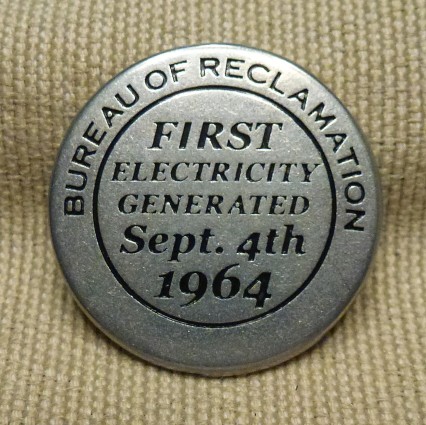 BUREAU OF RECLAMATION
FIRST
ELECTRICITY
GENERATED
Sept. 4th
1964